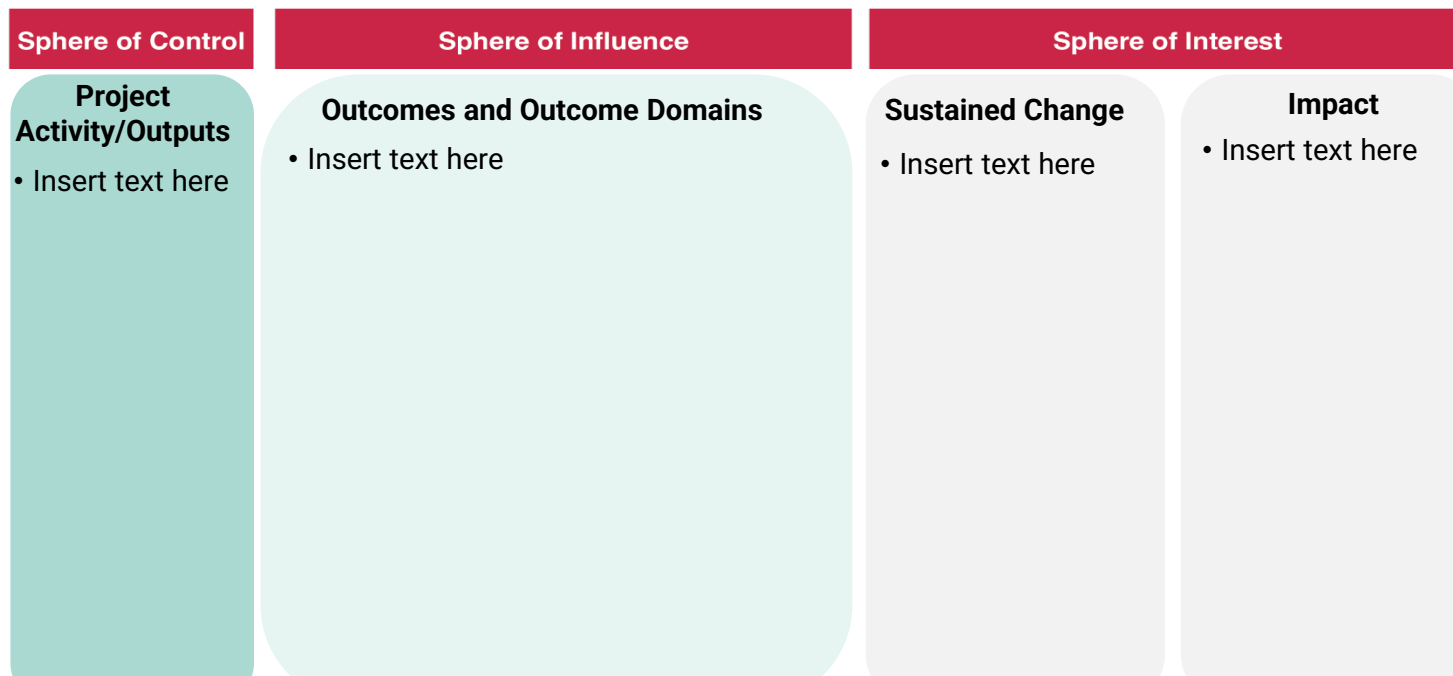 Sphere of Control
Sphere of Influence
Sphere of Interest
Project
Activity/Outputs
• Insert text here
Outcomes and Outcome Domains
• Insert text here
Sustained Change
• Insert text here
Impact
• Insert text here